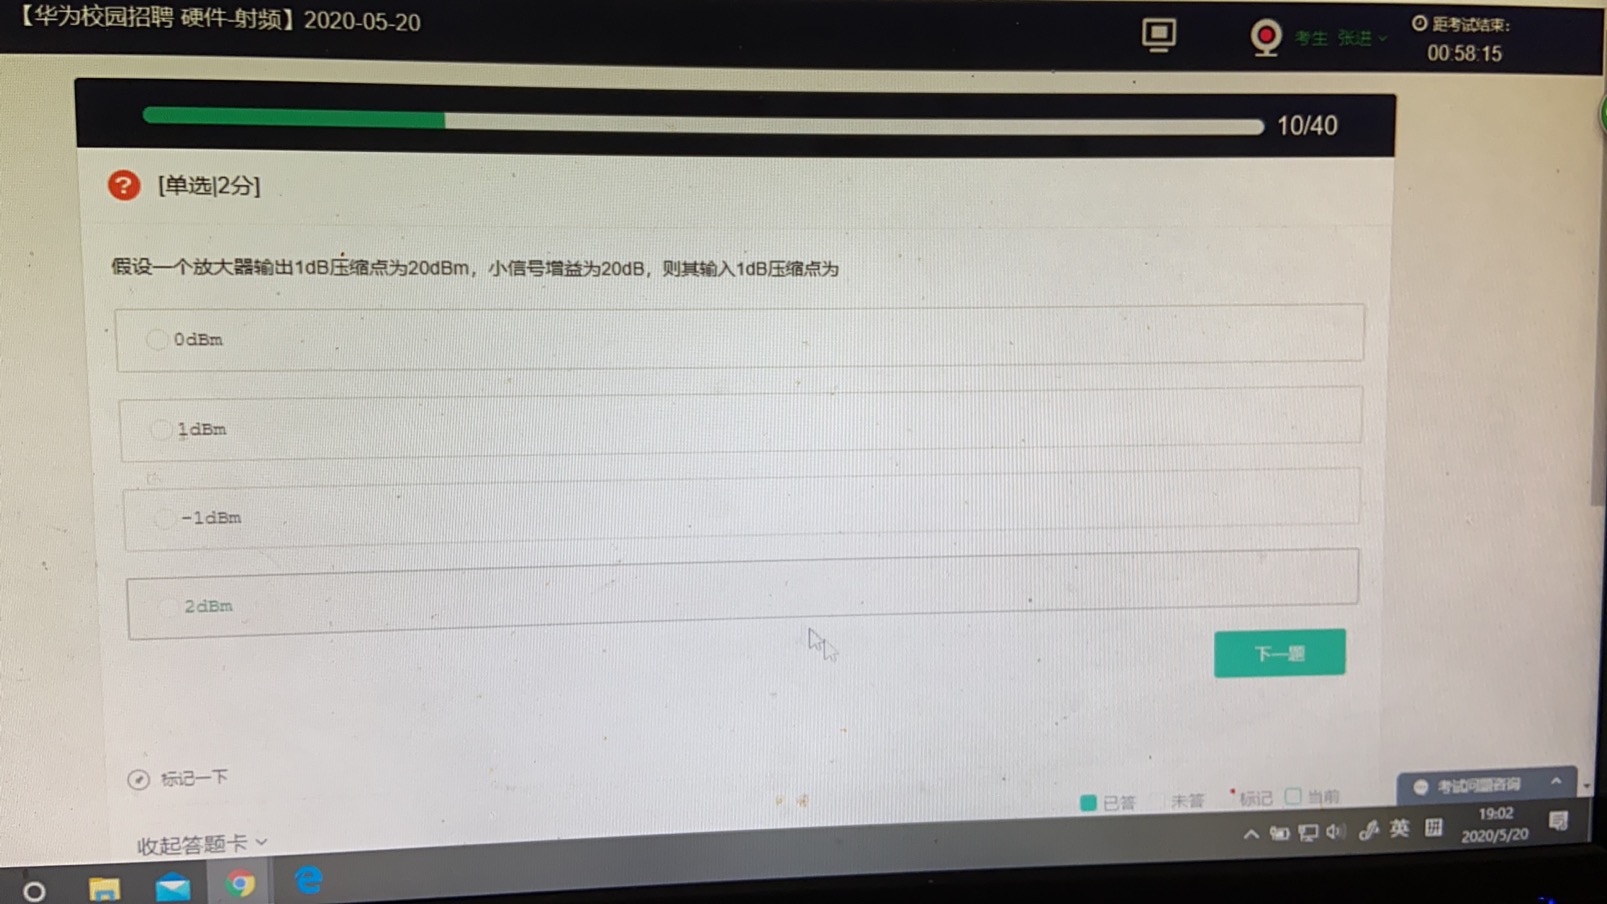 【华为校园招聘 硬件-射频】2020-05-20
考生 张进
距考试结束:
00:58:15
10/40
? [单选|2分]
假设一个放大器输出1dB压缩点为20dBm，小信号增益为20dB，则其输入1dB压缩点为
0dBm
1dBm
-1dBm
2dBm
下一题
标记一下
已答 未答 标记 当前
考试问题咨询
收起答题卡
英 拼
19:02
2020/5/20